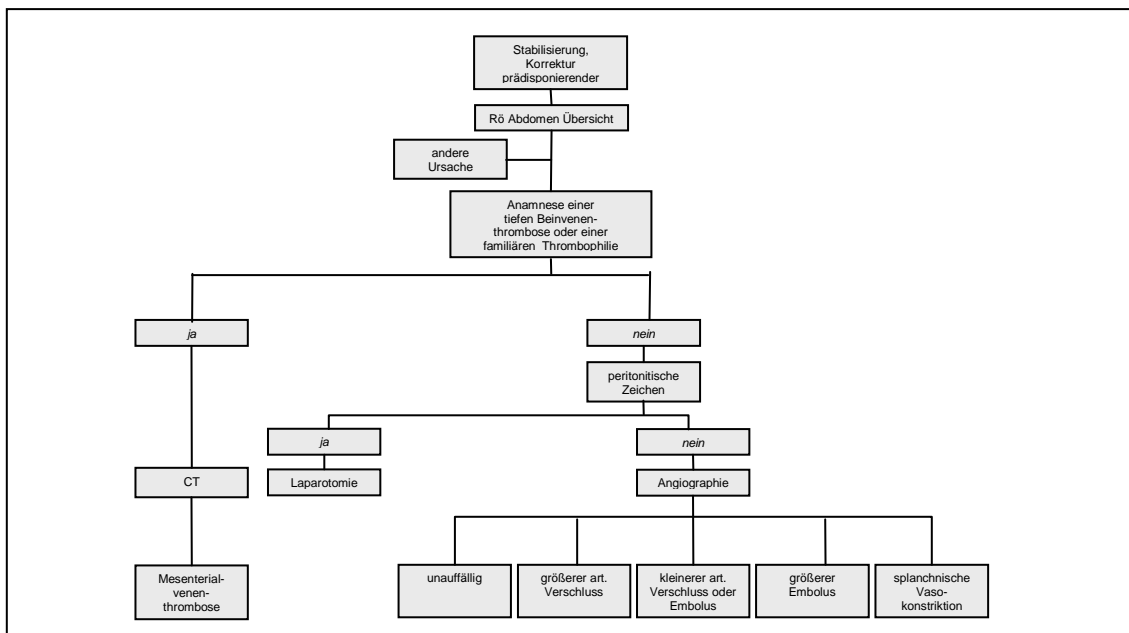 Stabilisierung,
Korrektur
prädisponierender
Rö Abdomen Übersicht
andere
Ursache
Anamnese einer
tiefen Beinvenen-
thrombose oder einer
familiären Thrombophilie
ja
nein
peritonitische
Zeichen
ja
nein
CT
Laparotomie
Angiographie
Mesenterial-
venen-
thrombose
unauffällig
größerer art.
Verschluss
kleinerer art.
Verschluss oder
Embolus
größerer
Embolus
splanchnische
Vaso-
konstriktion